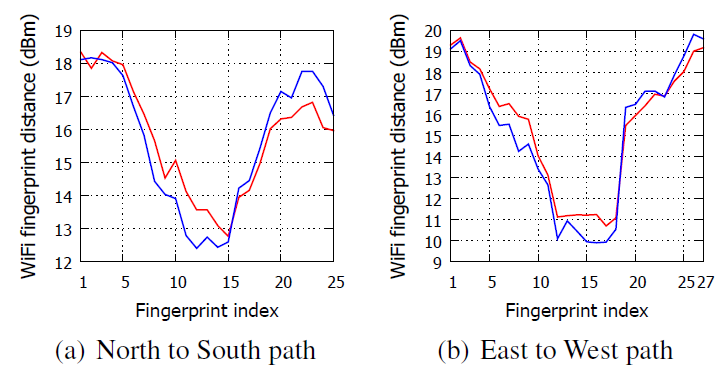 WiFi fingerprint distance (dBm)
19
18
17
16
15
14
13
12
1 5 10 15 20 25
Fingerprint index
(a) North to South path
WiFi fingerprint distance (dBm)
20
19
18
17
16
15
14
13
12
11
10
9
1 5 10 15 20 25 27
Fingerprint index
(b) East to West path